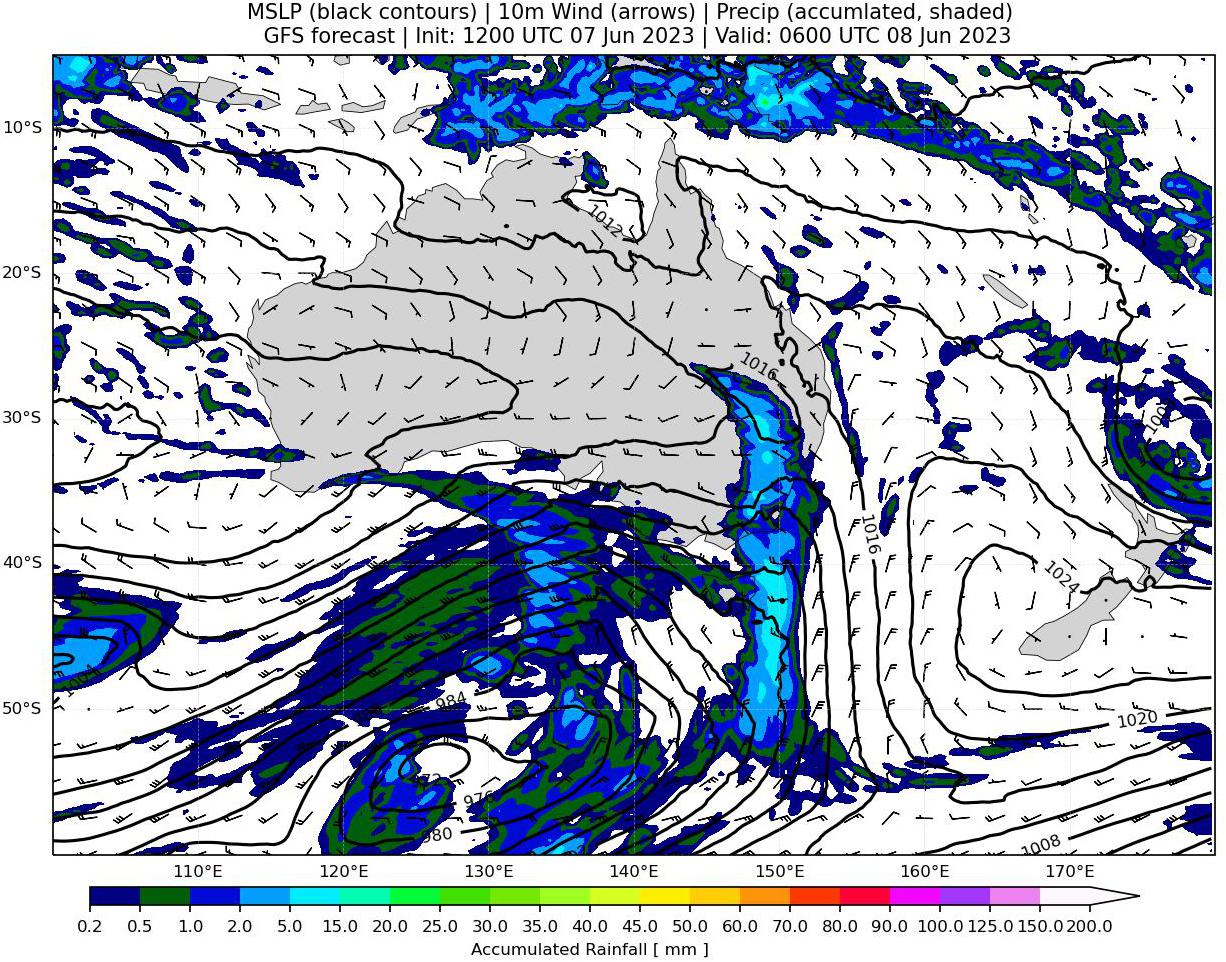 MSLP (black contours) | 10m Wind (arrows) | Precip (accumlated, shaded)
GFS forecast | Init: 1200 UTC 07 Jun 2023 | Valid: 0600 UTC 08 Jun 2023
10°S
1012
20°S
1016
30°S
1016
40°S
1024
1004
984
50°S
1020
976
980
1008
110°E 120°E 130°E 140°E 150°E 160°E 170°E
0.2 0.5 1.0 2.0 5.0 10.0 15.0 20.0 25.0 30.0 35.0 40.0 45.0 50.0 60.0 70.0 80.0 90.0 100.0 125.0 150.0 200.0
Accumulated Rainfall [ mm ]